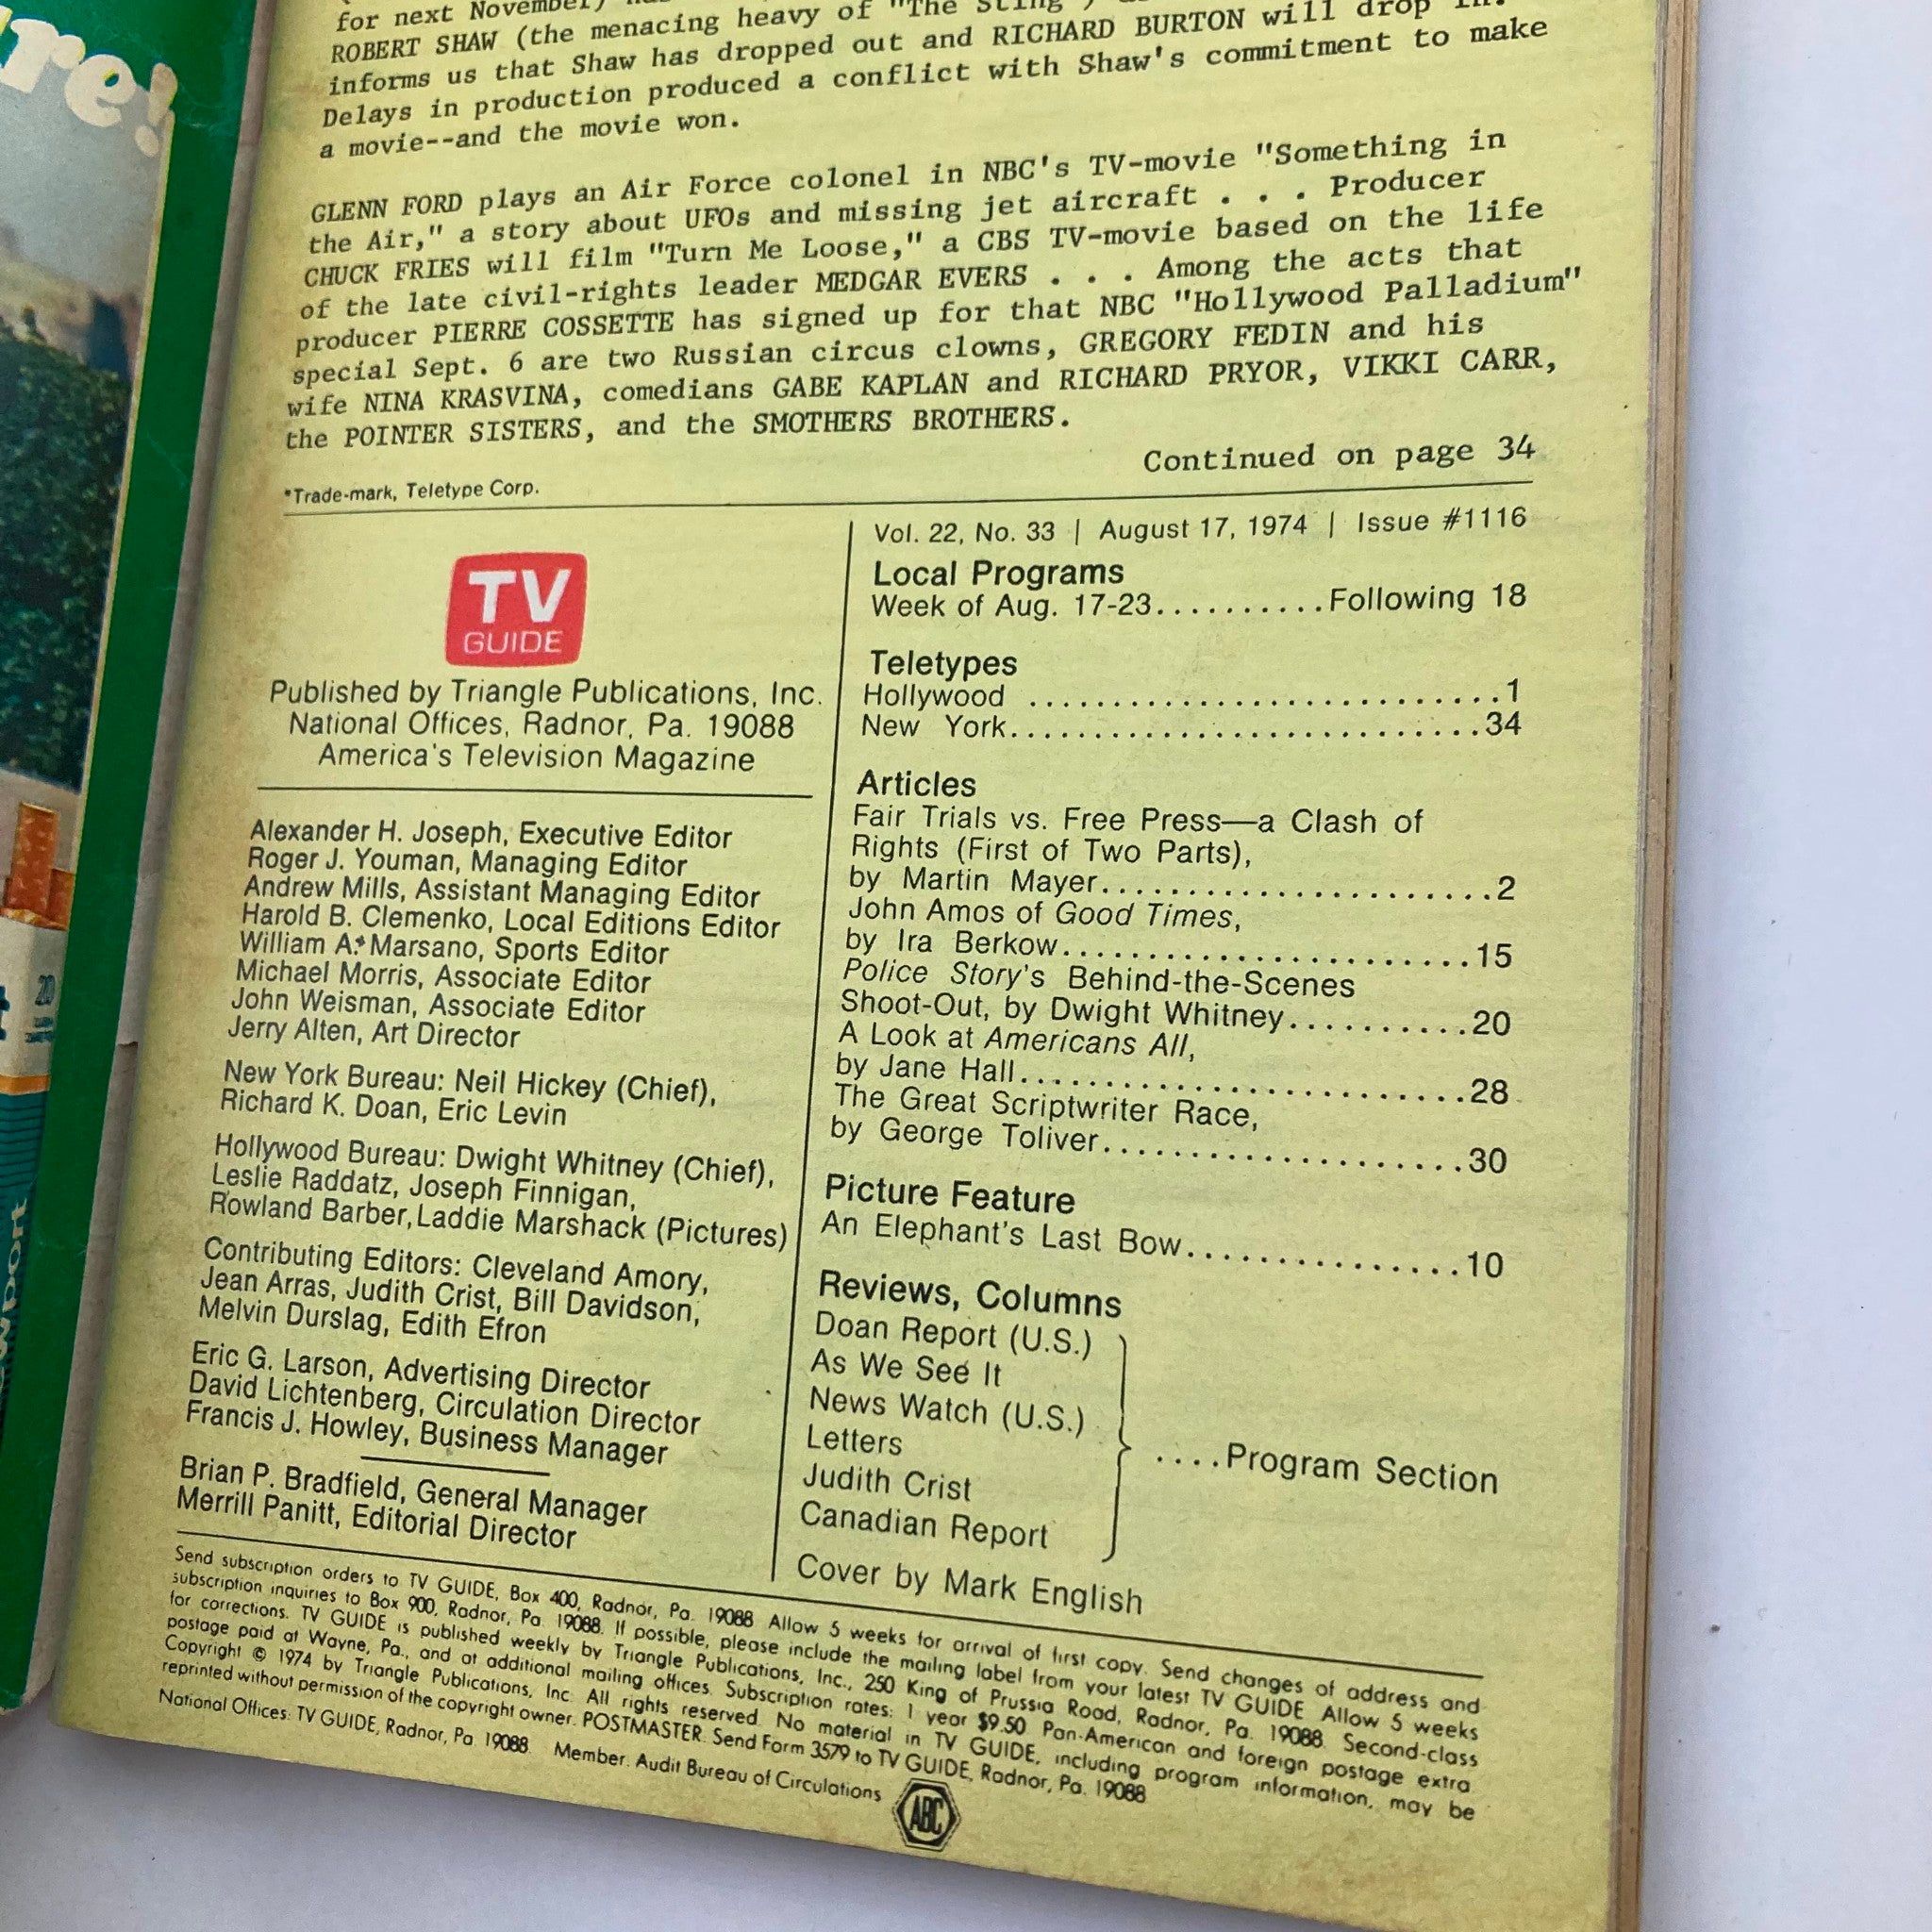 re!
for next November)
ROBERT SHAW (the menacing heavy of "The Sting")
informs us that Shaw has dropped out and RICHARD BURTON will drop in.
Delays in production produced a conflict with Shaw's commitment to make
a movie--and the movie won.
GLENN FORD plays an Air Force colonel in NBC's TV-movie "Something in
the Air," a story about UFOs and missing jet aircraft . . . Producer
CHUCK FRIES will film "Turn Me Loose," a CBS TV-movie based on the life
of the late civil-rights leader MEDGAR EVERS . . . Among the acts that
producer PIERRE COSSETTE has signed up for that NBC "Hollywood Palladium"
special Sept. 6 are two Russian circus clowns, GREGORY FEDIN and his
wife NINA KRASVINA, comedians GABE KAPLAN and RICHARD PRYOR, VIKKI CARR,
the POINTER SISTERS, and the SMOTHERS BROTHERS.
Continued on page 34
*Trade-mark, Teletype Corp.
TV
GUIDE
Published by Triangle Publications, Inc.
National Offices, Radnor, Pa. 19088
America's Television Magazine
Alexander H. Joseph, Executive Editor
Roger J. Youman, Managing Editor
Andrew Mills, Assistant Managing Editor
Harold B. Clemenko, Local Editions Editor
William A. Marsano, Sports Editor
Michael Morris, Associate Editor
John Weisman, Associate Editor
Jerry Alten, Art Director
New York Bureau: Neil Hickey (Chief),
Richard K. Doan, Eric Levin
Hollywood Bureau: Dwight Whitney (Chief),
Leslie Raddatz, Joseph Finnigan,
Rowland Barber, Laddie Marshack (Pictures)
Contributing Editors: Cleveland Amory,
Jean Arras, Judith Crist, Bill Davidson,
Melvin Durslag, Edith Efron
Eric G. Larson, Advertising Director
David Lichtenberg, Circulation Director
Francis J. Howley, Business Manager
Brian P. Bradfield, General Manager
Merrill Panitt, Editorial Director
Vol. 22, No. 33 | August 17, 1974 | Issue #1116
Local Programs
Week of Aug. 17-23..........Following 18
Teletypes
Hollywood ............................1
New York............................34
Articles
Fair Trials vs. Free Press—a Clash of
Rights (First of Two Parts),
by Martin Mayer.......................2
John Amos of Good Times,
by Ira Berkow........................15
Police Story's Behind-the-Scenes
Shoot-Out, by Dwight Whitney..........20
A Look at Americans All,
by Jane Hall..........................28
The Great Scriptwriter Race,
by George Toliver.....................30
Picture Feature
An Elephant's Last Bow...............10
Reviews, Columns
Doan Report (U.S.)
As We See It
News Watch (U.S.)
Letters
Judith Crist
Canadian Report
....Program Section
Cover by Mark English
Send subscription orders to TV GUIDE, Box 400, Radnor, Pa. 19088 Allow 5 weeks for arrival of first copy. Send changes of address and
subscription inquiries to Box 900, Radnor, Pa. 19088. If possible, please include the mailing label from your latest TV GUIDE Allow 5 weeks
for corrections. TV GUIDE is published weekly by Triangle Publications, Inc., 250 King of Prussia Road, Radnor, Pa. 19088. Second-class
postage paid at Wayne, Pa., and at additional mailing offices. Subscription rates: 1 year $9.50 Pan-American and foreign postage extra
Copyright © 1974 by Triangle Publications, Inc. All rights reserved. No material in TV GUIDE, including program information, may be
reprinted without permission of the copyright owner. POSTMASTER. Send Form 3579 to TV GUIDE, Radnor, Pa. 19088
National Offices: TV GUIDE, Radnor, Pa. 19088. Member. Audit Bureau of Circulations
ABC